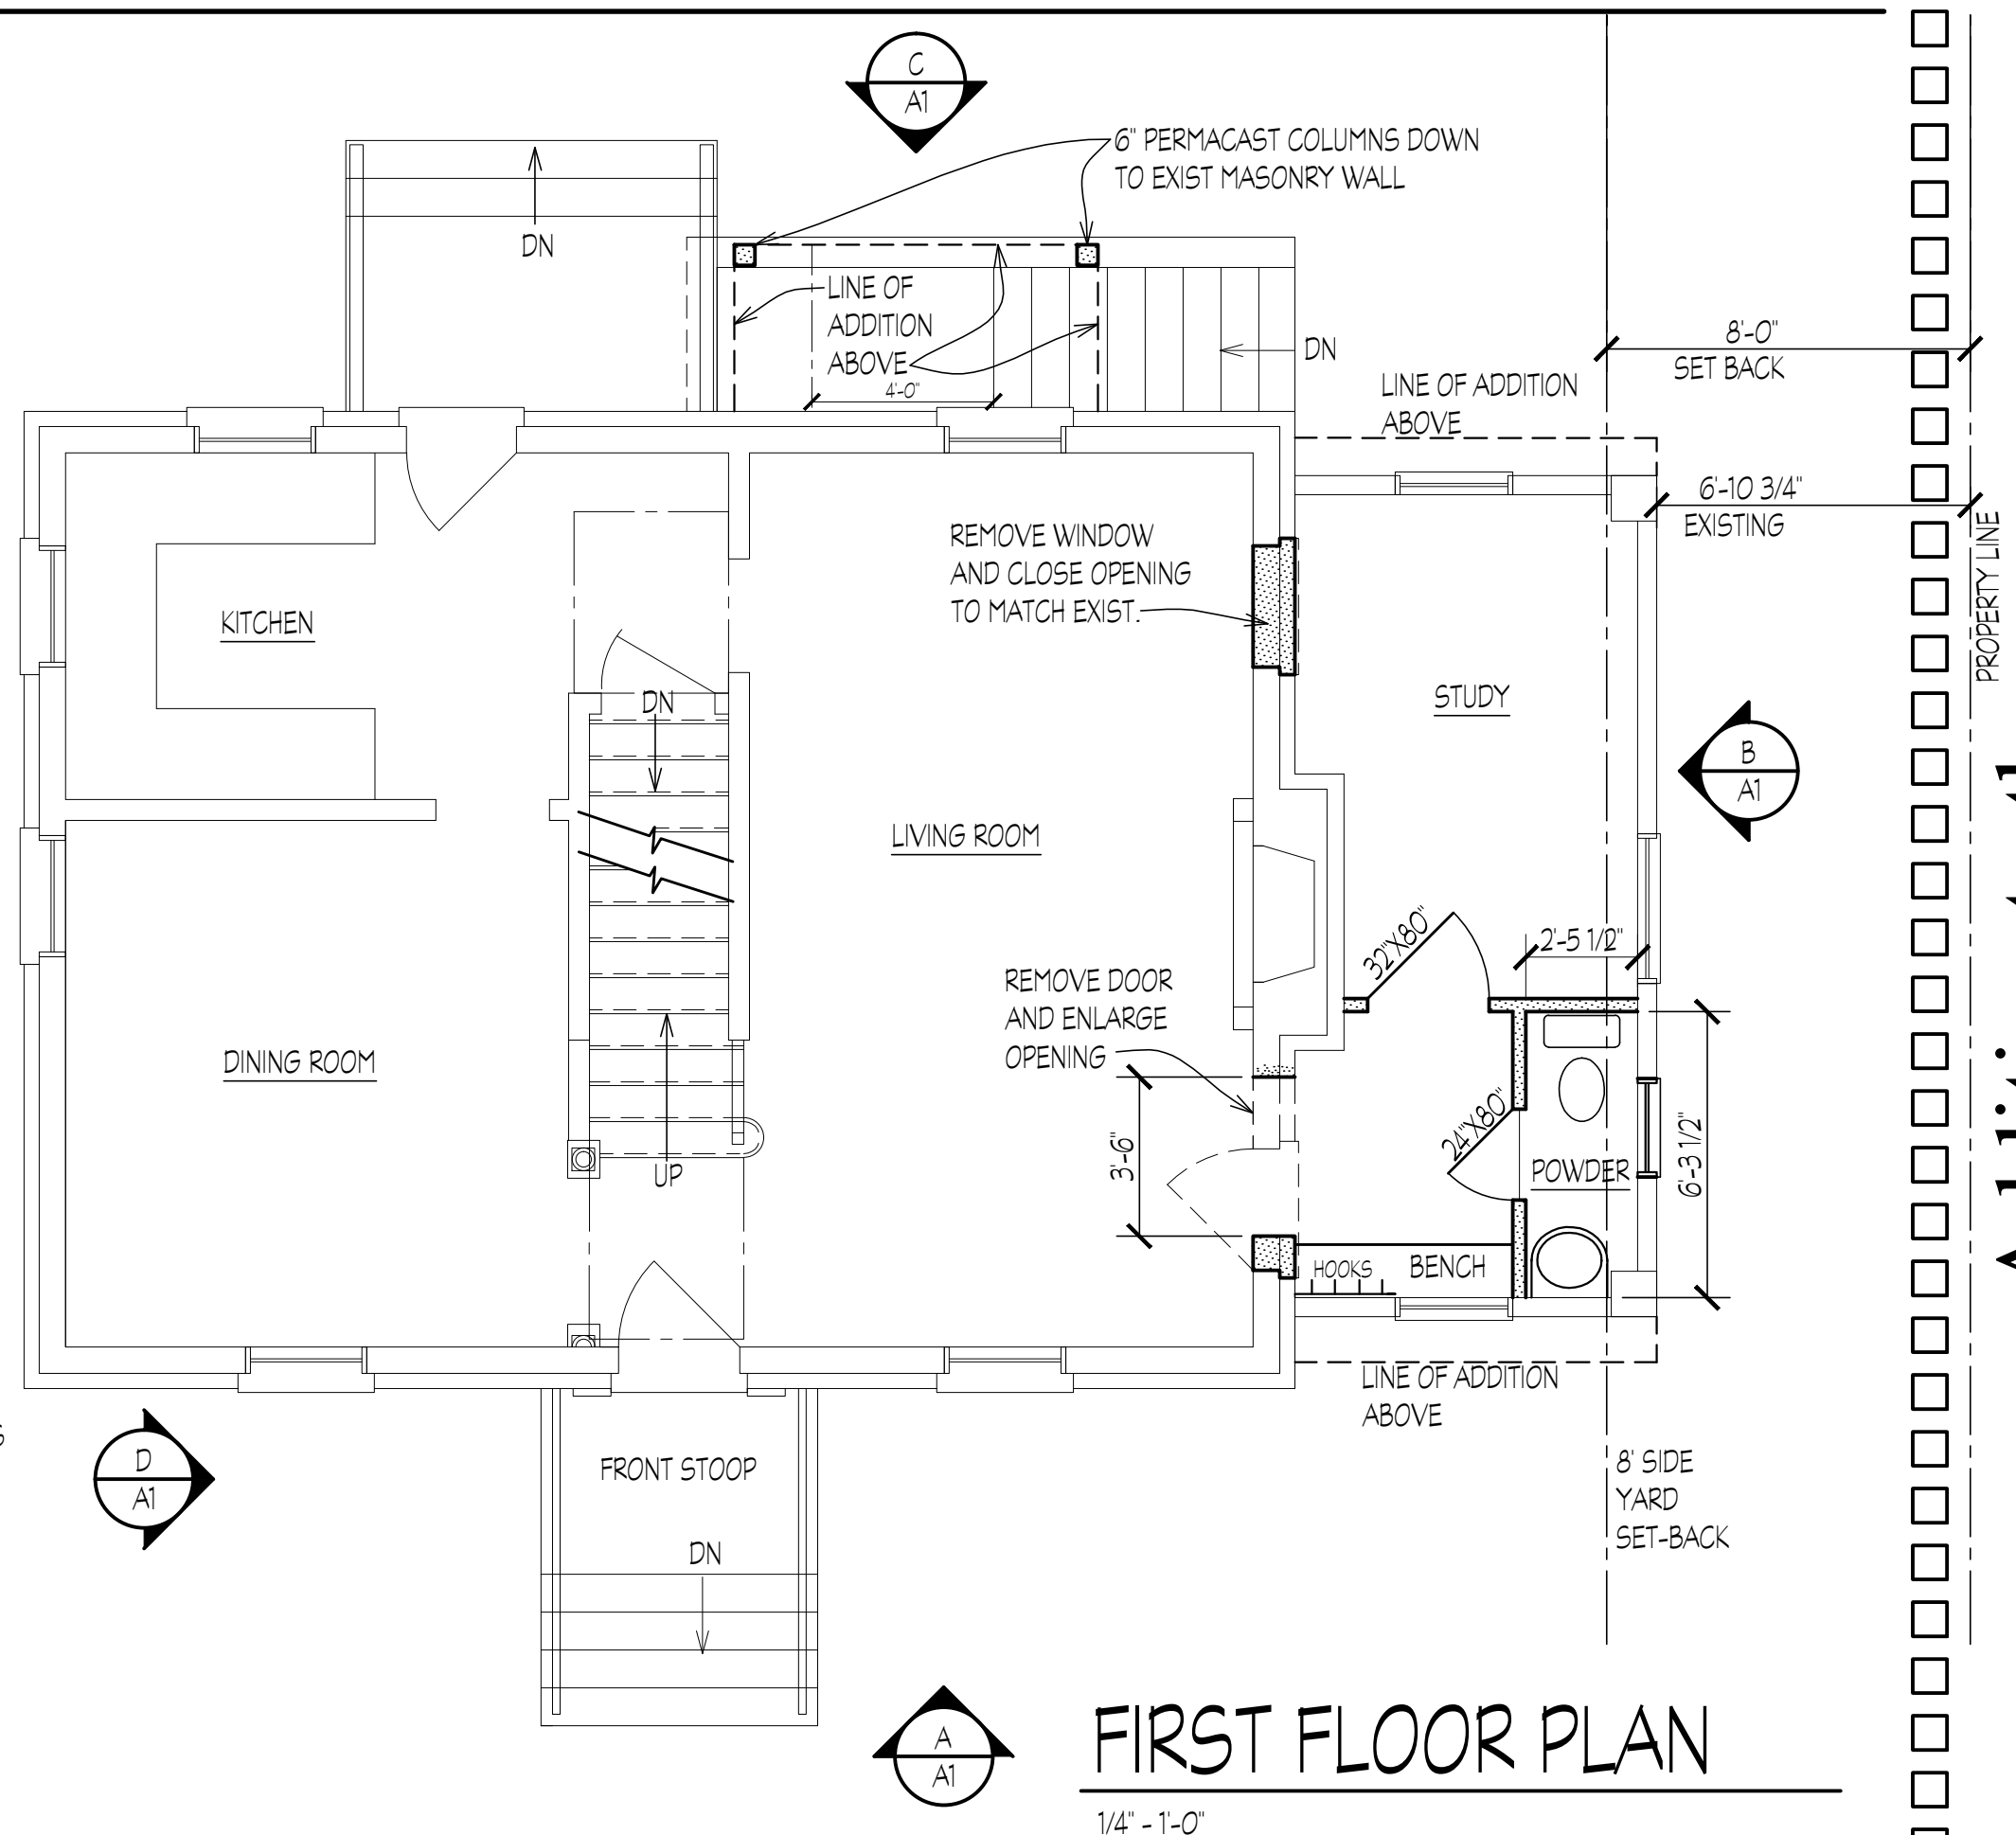 C
A1
6" PERMACAST COLUMNS DOWN
TO EXIST MASONRY WALL
DN
LINE OF
ADDITION
ABOVE
4'-0"
DN
8'-0"
SET BACK
LINE OF ADDITION
ABOVE
6'-10 3/4"
EXISTING
PROPERTY LINE
REMOVE WINDOW
AND CLOSE OPENING
TO MATCH EXIST.
KITCHEN
DN
STUDY
B
A1
LIVING ROOM
32"X80"
2'-5 1/2"
REMOVE DOOR
AND ENLARGE
OPENING
DINING ROOM
24"X80"
3'-6"
UP
POWDER
6'-3 1/2"
HOOKS
BENCH
LINE OF ADDITION
ABOVE
D
A1
FRONT STOOP
8' SIDE
YARD
SET-BACK
DN
A
A1
FIRST FLOOR PLAN
1/4" - 1'-0"